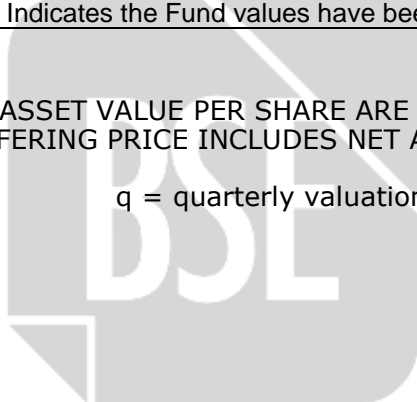 Indicates the Fund values have bee
ASSET VALUE PER SHARE ARE
FERING PRICE INCLUDES NET A
q = quarterly valuation
BSE